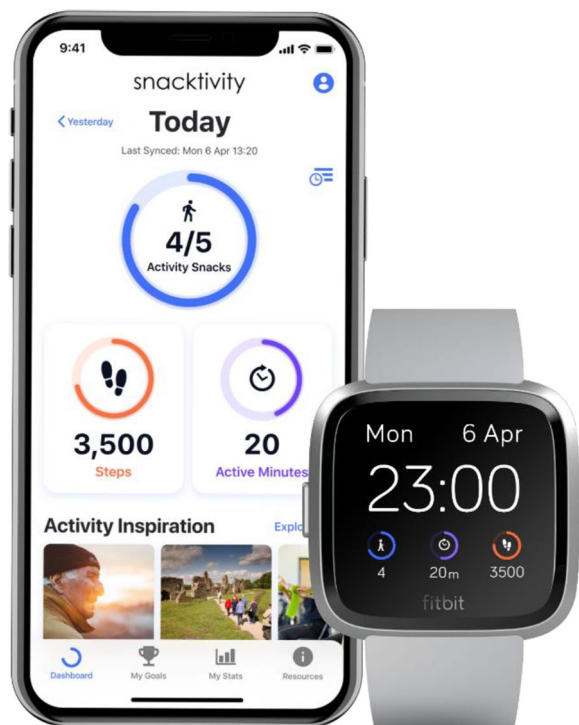 9:41
snacktivity
Yesterday
Today
Last Synced: Mon 6 Apr 13:20
4/5
Activity Snacks
3,500
Steps
20
Active Minutes
Activity Inspiration
Explo
Dashboard
My Goals
My Stats
Resources
Mon 6 Apr
23:00
4 20m 3500
fitbit